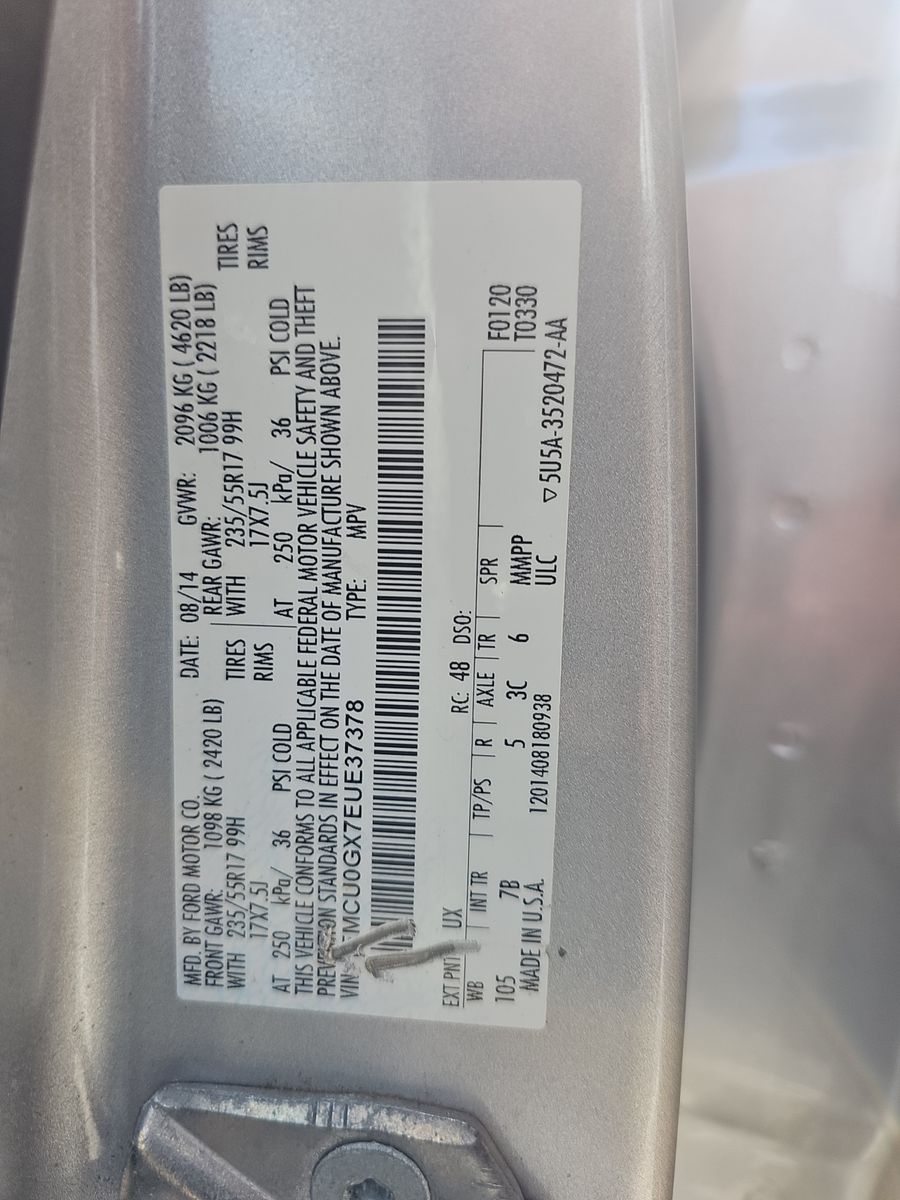 MFD. BY FORD MOTOR CO. DATE: 08/14 GVWR: 2096 KG ( 4620 LB)
FRONT GAWR: 1098 KG ( 2420 LB) REAR GAWR: 1006 KG ( 2218 LB)
WITH 235/55R17 99H TIRES WITH 235/55R17 99H TIRES
17X7.5J RIMS 17X7.5J RIMS
AT 250 kPa/ 36 PSI COLD AT 250 kPa/ 36 PSI COLD
THIS VEHICLE CONFORMS TO ALL APPLICABLE FEDERAL MOTOR VEHICLE SAFETY AND THEFT
PREVENTION STANDARDS IN EFFECT ON THE DATE OF MANUFACTURE SHOWN ABOVE.
VIN: FMCU0GX7EUE37378 TYPE: MPV
EXT PNT UX RC: 48 DSO:
WB INT TR TP/PS R AXLE TR SPR F0120
105 7B 5 3C 6 MMPP T0330
MADE IN U.S.A. 120140818 0938 ULC ▽5U5A-3520472-AA